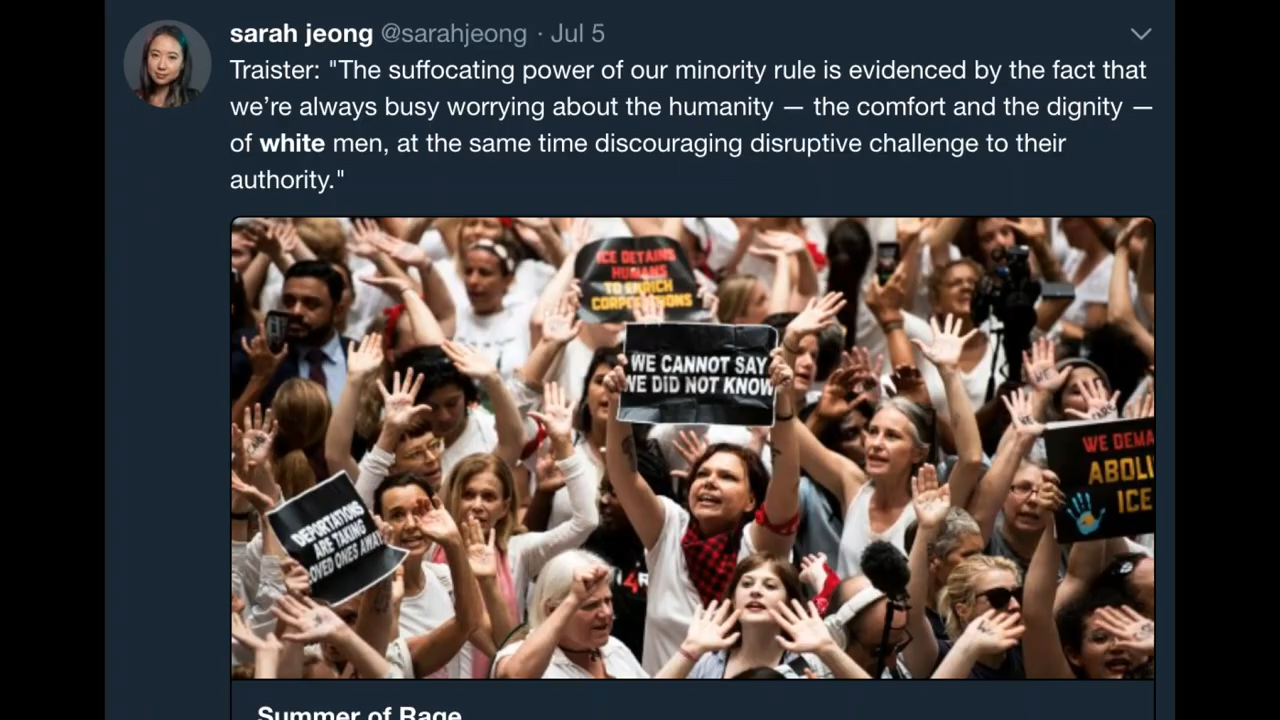 sarah jeong @sarahjeong · Jul 5
Traister: "The suffocating power of our minority rule is evidenced by the fact that
we’re always busy worrying about the humanity — the comfort and the dignity —
of white men, at the same time discouraging disruptive challenge to their
authority."
ICE DETAINS
HUMANS
TO ENRICH
CORPORATIONS
WE CANNOT SAY
WE DID NOT KNOW
WE DEMA
ABOLI
ICE
DEPORTATIONS
ARE TAKING
LOVED ONES AWAY
Summer of Rage